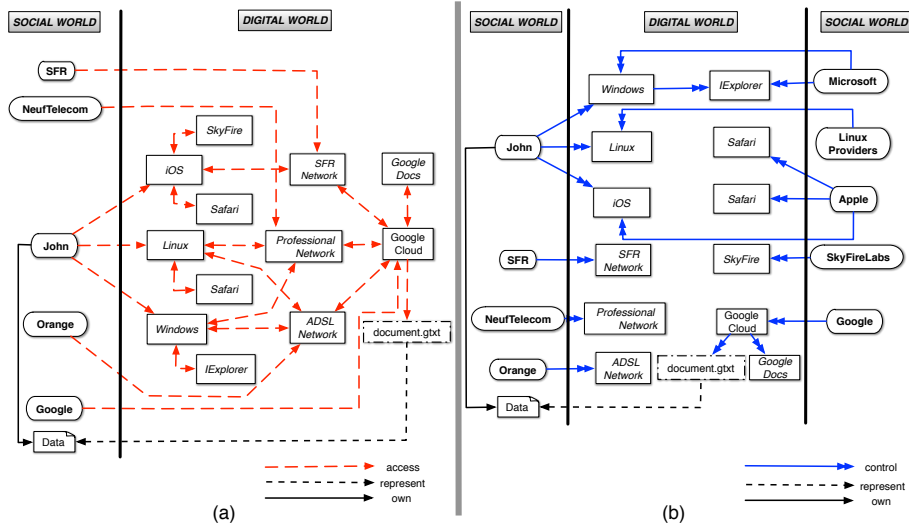 SOCIAL WORLD
DIGITAL WORLD
SFR
NeufTelecom
SkyFire
iOS
SFR
Network
Google
Docs
Safari
John
Linux
Professional
Network
Google
Cloud
Safari
Orange
Windows
ADSL
Network
document.gtxt
IExplorer
Google
Data
access
represent
own
(a)
SOCIAL WORLD
DIGITAL WORLD
SOCIAL WORLD
Windows
IExplorer
Microsoft
John
Linux
Safari
Linux
Providers
iOS
Safari
Apple
SFR
SFR
Network
SkyFire
SkyFireLabs
NeufTelecom
Professional
Network
Google
Cloud
Google
Orange
ADSL
Network
document.gtxt
Google
Docs
Data
control
represent
own
(b)